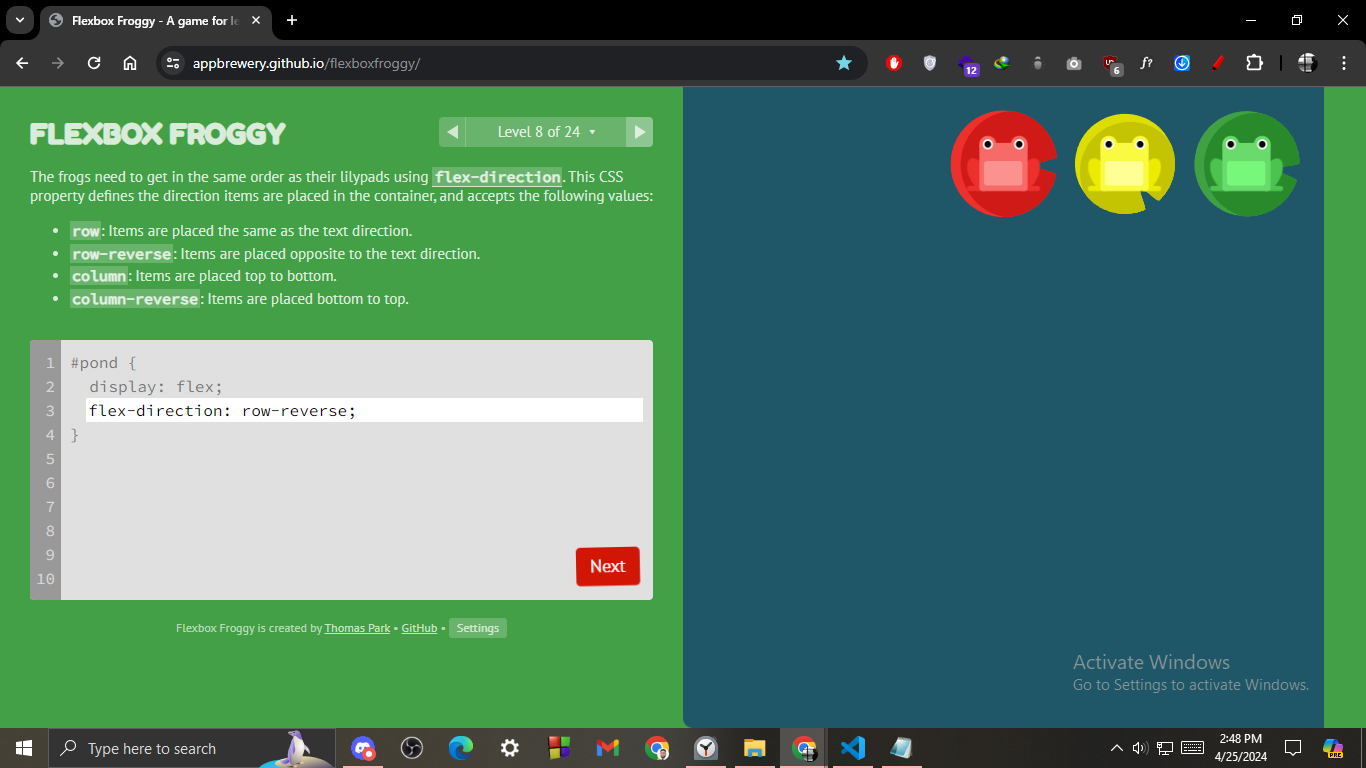 Flexbox Froggy - A game for le
appbrewery.github.io/flexboxfroggy/
12
6
f?
FLEXBOX FROGGY
Level 8 of 24
The frogs need to get in the same order as their lilypads using flex-direction. This CSS
property defines the direction items are placed in the container, and accepts the following values:
• row: Items are placed the same as the text direction.
• row-reverse: Items are placed opposite to the text direction.
• column: Items are placed top to bottom.
• column-reverse: Items are placed bottom to top.
1 #pond {
2 display: flex;
3 flex-direction: row-reverse;
4 }
5
6
7
8
9
10
Next
Flexbox Froggy is created by Thomas Park • GitHub • Settings
Activate Windows
Go to Settings to activate Windows.
Type here to search
2:48 PM
4/25/2024
PRE